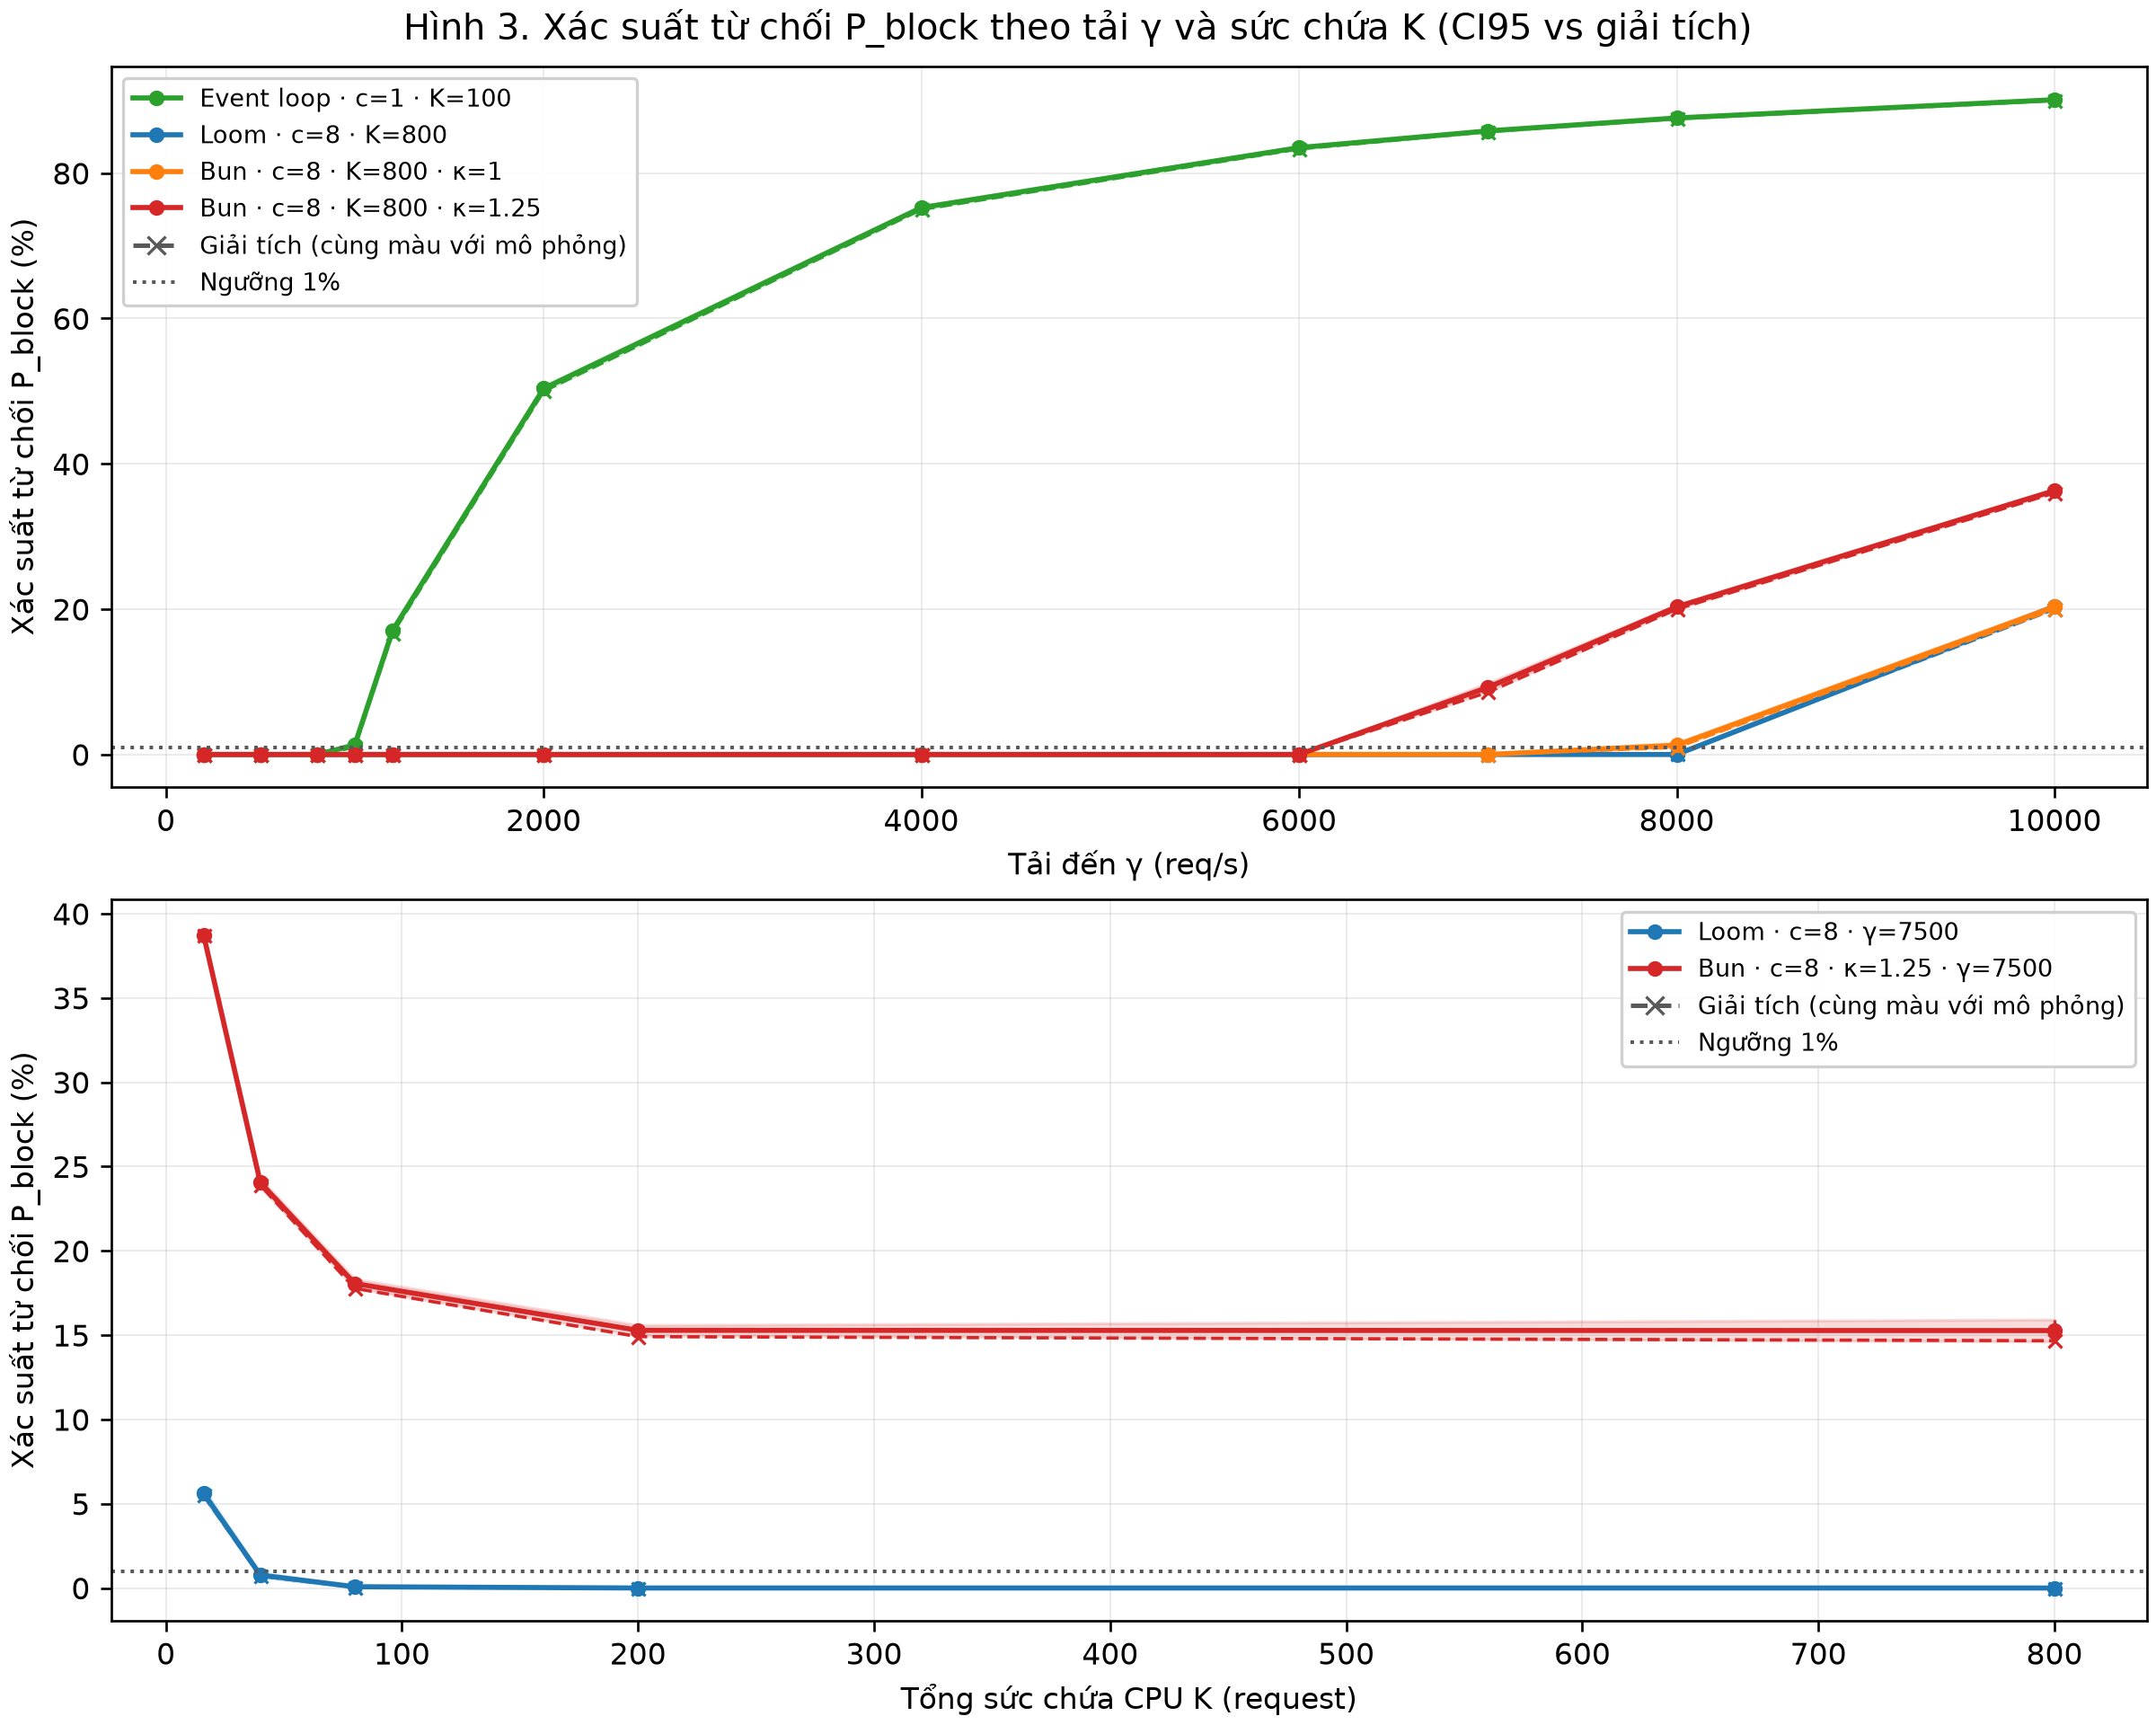 Hình 3. Xác suất từ chối P_block theo tải γ và sức chứa K (CI95 vs giải tích)
Event loop · c=1 · K=100
Loom · c=8 · K=800
Bun · c=8 · K=800 · κ=1
Bun · c=8 · K=800 · κ=1.25
Giải tích (cùng màu với mô phỏng)
Ngưỡng 1%
Xác suất từ chối P_block (%)
80
60
40
20
0
0 2000 4000 6000 8000 10000
Tải đến γ (req/s)
Loom · c=8 · γ=7500
Bun · c=8 · κ=1.25 · γ=7500
Giải tích (cùng màu với mô phỏng)
Ngưỡng 1%
Xác suất từ chối P_block (%)
40
35
30
25
20
15
10
5
0
0 100 200 300 400 500 600 700 800
Tổng sức chứa CPU K (request)